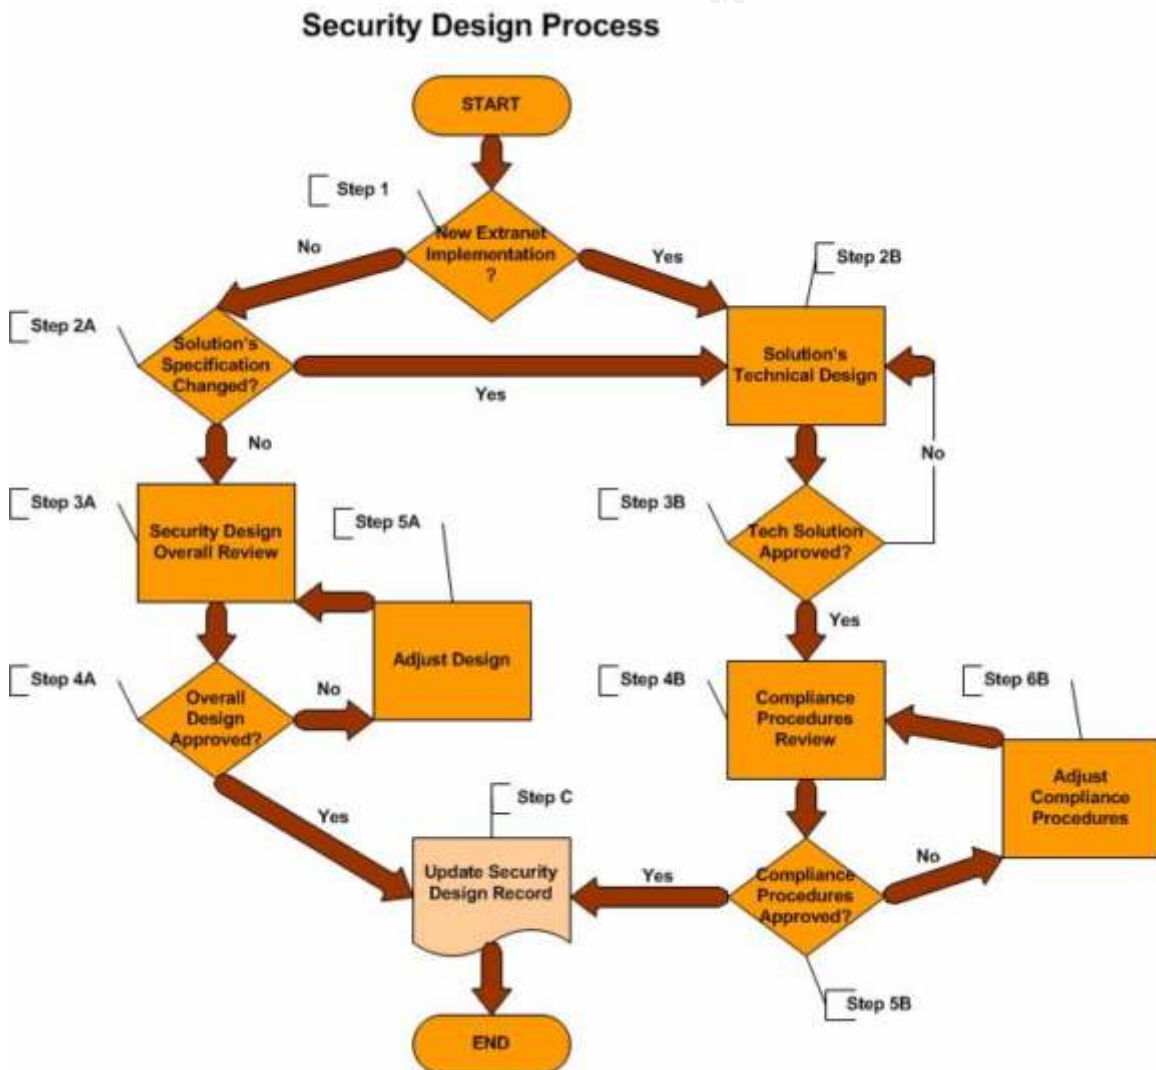 Security Design Process
START
Step 1
New Extranet
Implementation
?
No
Yes
Step 2B
Step 2A
Solution's
Specification
Changed?
Yes
Solution's
Technical Design
No
No
Step 3A
Security Design
Overall Review
Step 5A
Step 3B
Tech Solution
Approved?
Yes
Adjust Design
Step 4A
Overall
Design
Approved?
No
Step 4B
Compliance
Procedures
Review
Step 6B
Adjust
Compliance
Procedures
Yes
Step C
Update Security
Design Record
Yes
Compliance
Procedures
Approved?
No
Step 5B
END